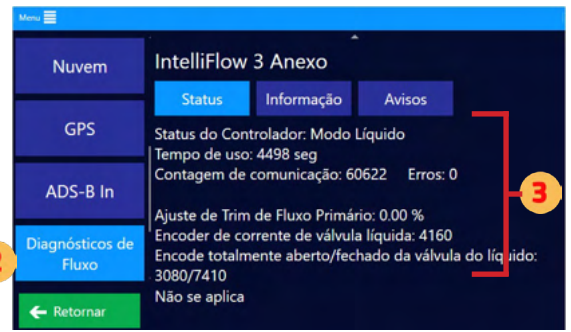 Menu
Nuvem
GPS
ADS-B In
Diagnósticos de
Fluxo
Retornar
IntelliFlow 3 Anexo
Status Informação Avisos
Status do Controlador: Modo Líquido
Tempo de uso: 4498 seg
Contagem de comunicação: 60622 Erros: 0
Ajuste de Trim de Fluxo Primário: 0.00 %
Encoder de corrente de válvula líquida: 4160
Encode totalmente aberto/fechado da válvula do líquido:
3080/7410
Não se aplica
3